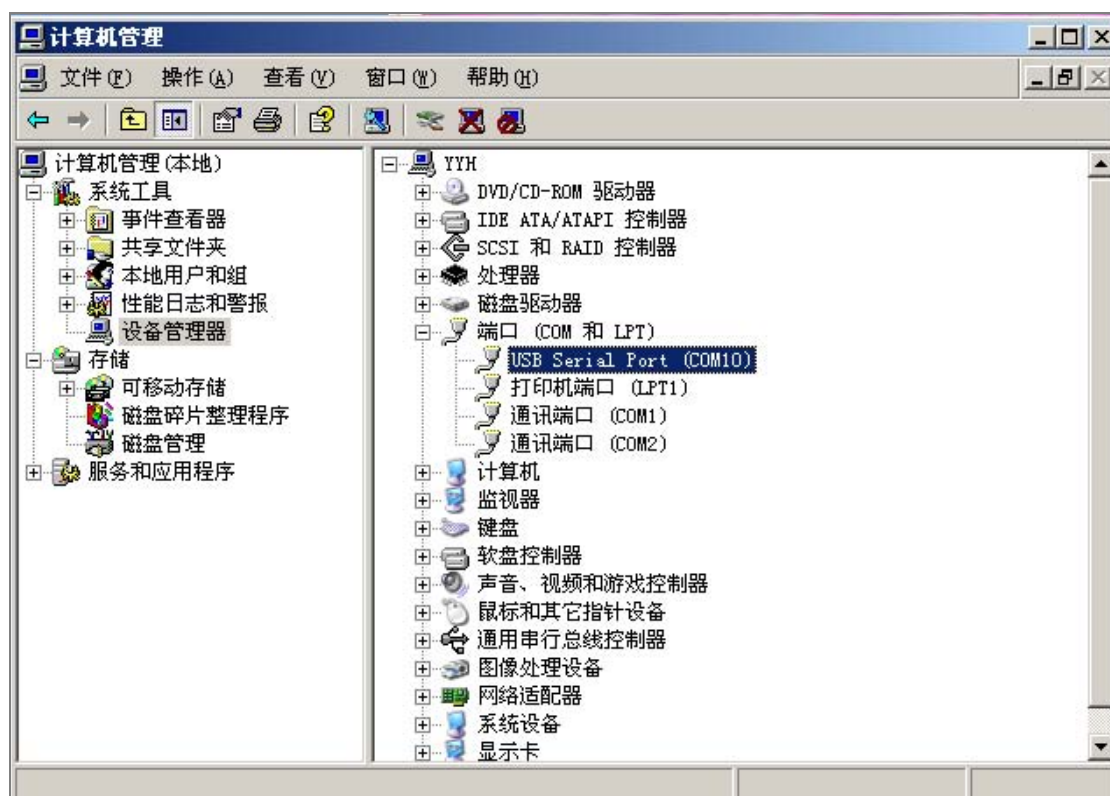 计算机管理
文件(F) 操作(A) 查看(V) 窗口(W) 帮助(H)
计算机管理(本地)
系统工具
事件查看器
共享文件夹
本地用户和组
性能日志和警报
设备管理器
存储
可移动存储
磁盘碎片整理程序
磁盘管理
服务和应用程序
YYH
DVD/CD-ROM 驱动器
IDE ATA/ATAPI 控制器
SCSI 和 RAID 控制器
处理器
磁盘驱动器
端口 (COM 和 LPT)
USB Serial Port (COM10)
打印机端口 (LPT1)
通讯端口 (COM1)
通讯端口 (COM2)
计算机
监视器
键盘
软盘控制器
声音、视频和游戏控制器
鼠标和其它指针设备
通用串行总线控制器
图像处理设备
网络适配器
系统设备
显示卡